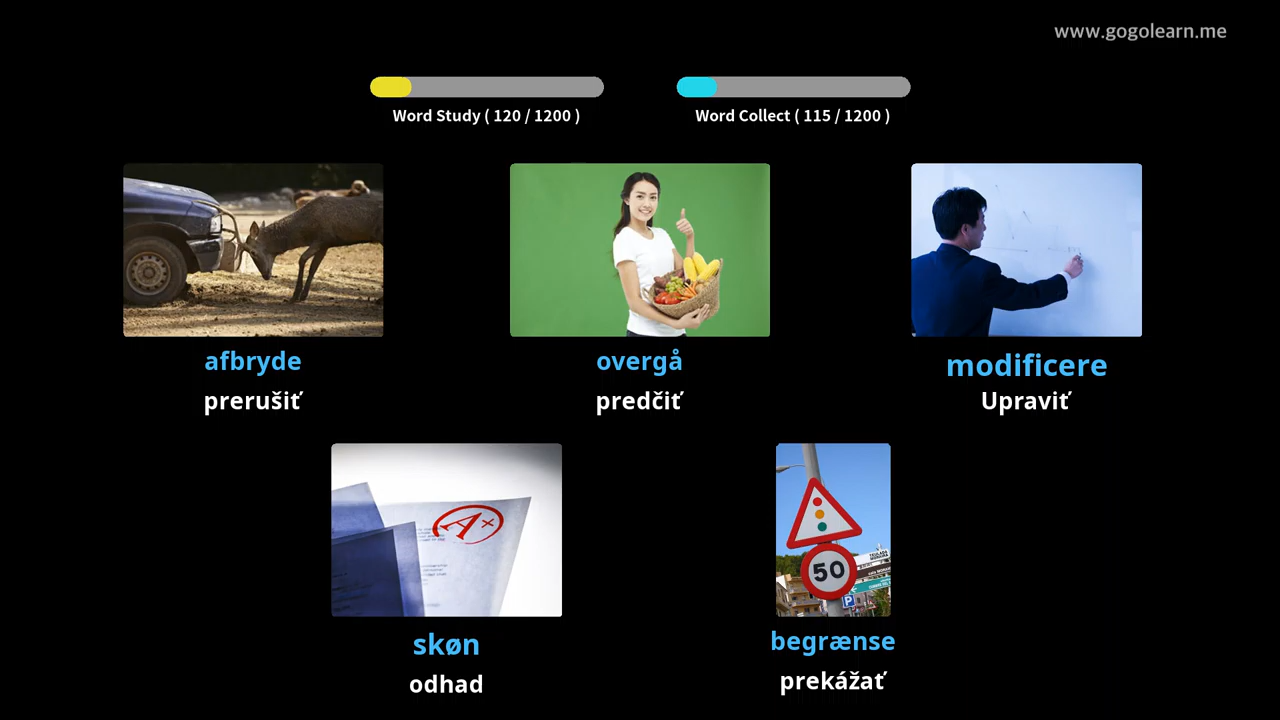 www.gogolearn.me
Word Study ( 120 / 1200 )
Word Collect ( 115 / 1200 )
afbryde
prerušiť
overgå
predčiť
modificere
Upraviť
A+
50
P
skøn
odhad
begrænse
prekážať